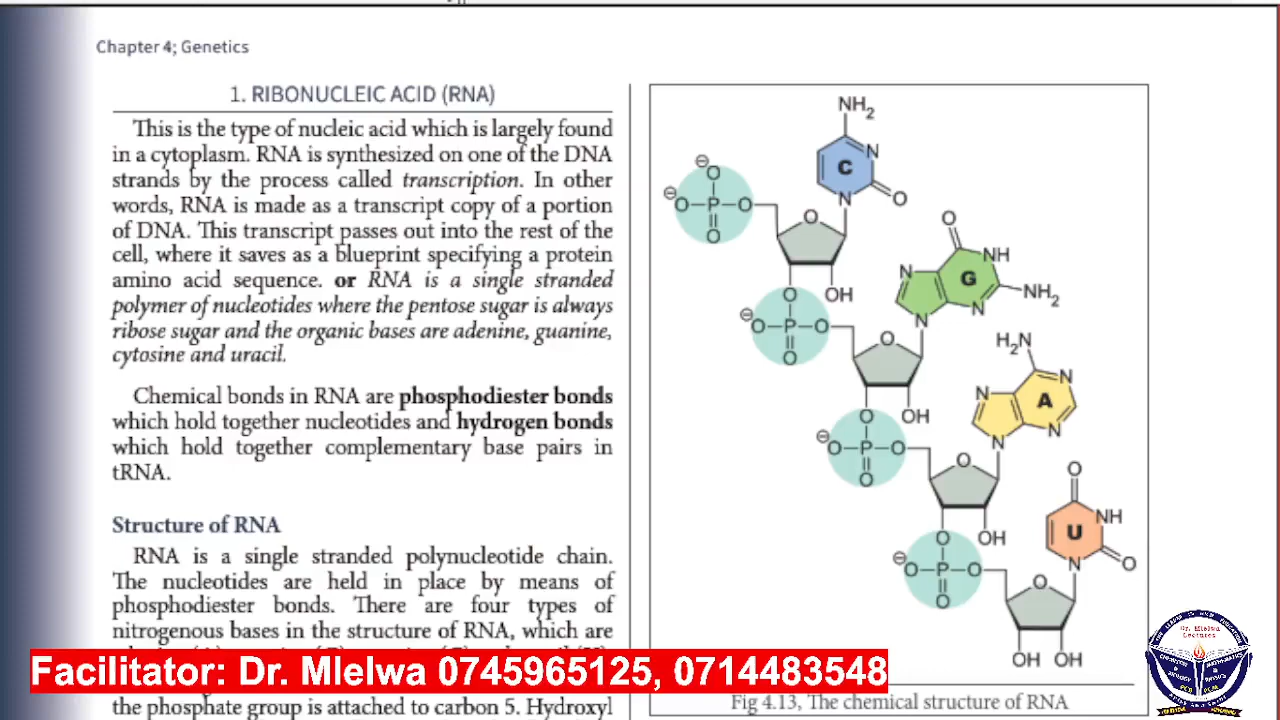 Chapter 4; Genetics
1. RIBONUCLEIC ACID (RNA)
This is the type of nucleic acid which is largely found
in a cytoplasm. RNA is synthesized on one of the DNA
strands by the process called transcription. In other
words, RNA is made as a transcript copy of a portion
of DNA. This transcript passes out into the rest of the
cell, where it saves as a blueprint specifying a protein
amino acid sequence. or RNA is a single stranded
polymer of nucleotides where the pentose sugar is always
ribose sugar and the organic bases are adenine, guanine,
cytosine and uracil.
Chemical bonds in RNA are phosphodiester bonds
which hold together nucleotides and hydrogen bonds
which hold together complementary base pairs in
tRNA.
Structure of RNA
RNA is a single stranded polynucleotide chain.
The nucleotides are held in place by means of
phosphodiester bonds. There are four types of
nitrogenous bases in the structure of RNA, which are
the phosphate group is attached to carbon 5. Hydroxyl
NH₂
C
N
N
O
⊖
O
⊖
O–P–O
O
O
OH
O
NH
G
N
N
N
NH₂
O
⊖
O–P–O
O
O
OH
H₂N
N
A
N
N
N
O
⊖
O–P–O
O
O
OH
O
NH
U
N
O
O
⊖
O–P–O
O
O
OH OH
Fig 4.13, The chemical structure of RNA
Facilitator: Dr. Mlelwa 0745965125, 0714483548
Dr. Mlelwa
Lectures
CHEMISTRY
MATHEMATICS
BIOLOGY
&
PHYSICS
PCB PCM